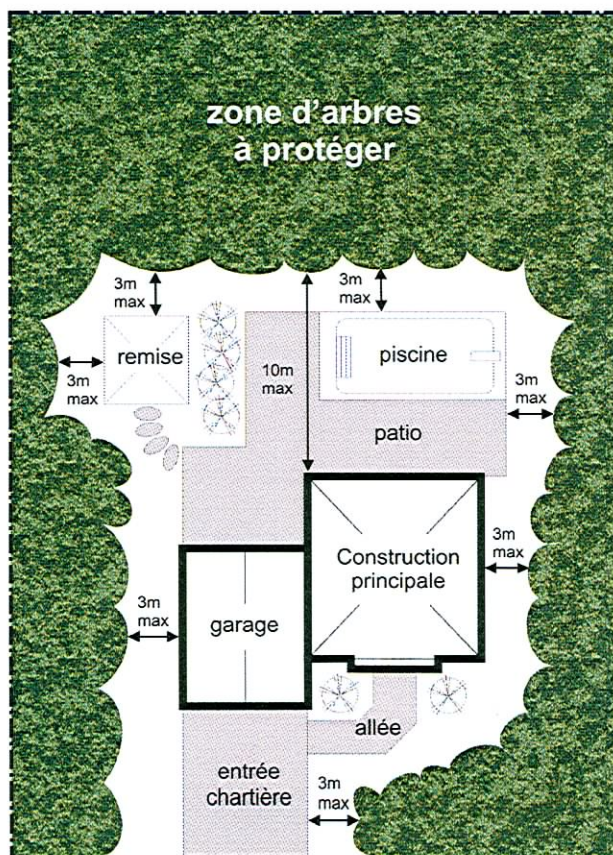 zone d'arbres
à protéger
3m
max
3m
max
remise
piscine
3m
max
10m
max
3m
max
patio
Construction
principale
3m
max
garage
3m
max
allée
entrée
chartière
3m
max